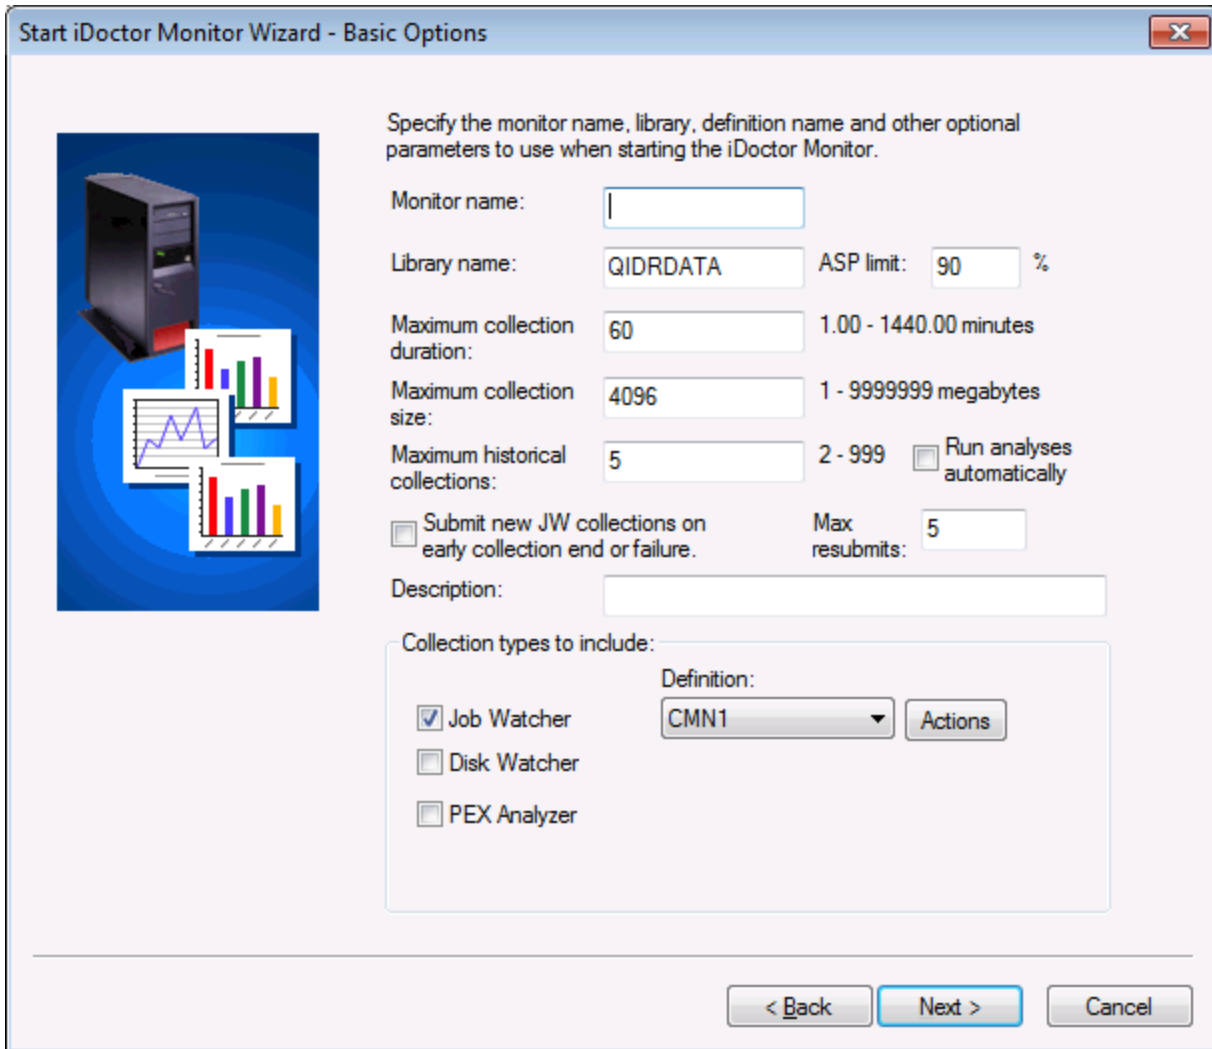 Start iDoctor Monitor Wizard - Basic Options
Specify the monitor name, library, definition name and other optional
parameters to use when starting the iDoctor Monitor.
Monitor name:
Library name: QIDRDATA ASP limit: 90 %
Maximum collection
duration: 60 1.00 - 1440.00 minutes
Maximum collection
size: 4096 1 - 9999999 megabytes
Maximum historical
collections: 5 2 - 999 Run analyses
automatically
Submit new JW collections on
early collection end or failure. Max
resubmits: 5
Description:
Collection types to include:
Definition:
Job Watcher CMN1 Actions
Disk Watcher
PEX Analyzer
< Back Next > Cancel